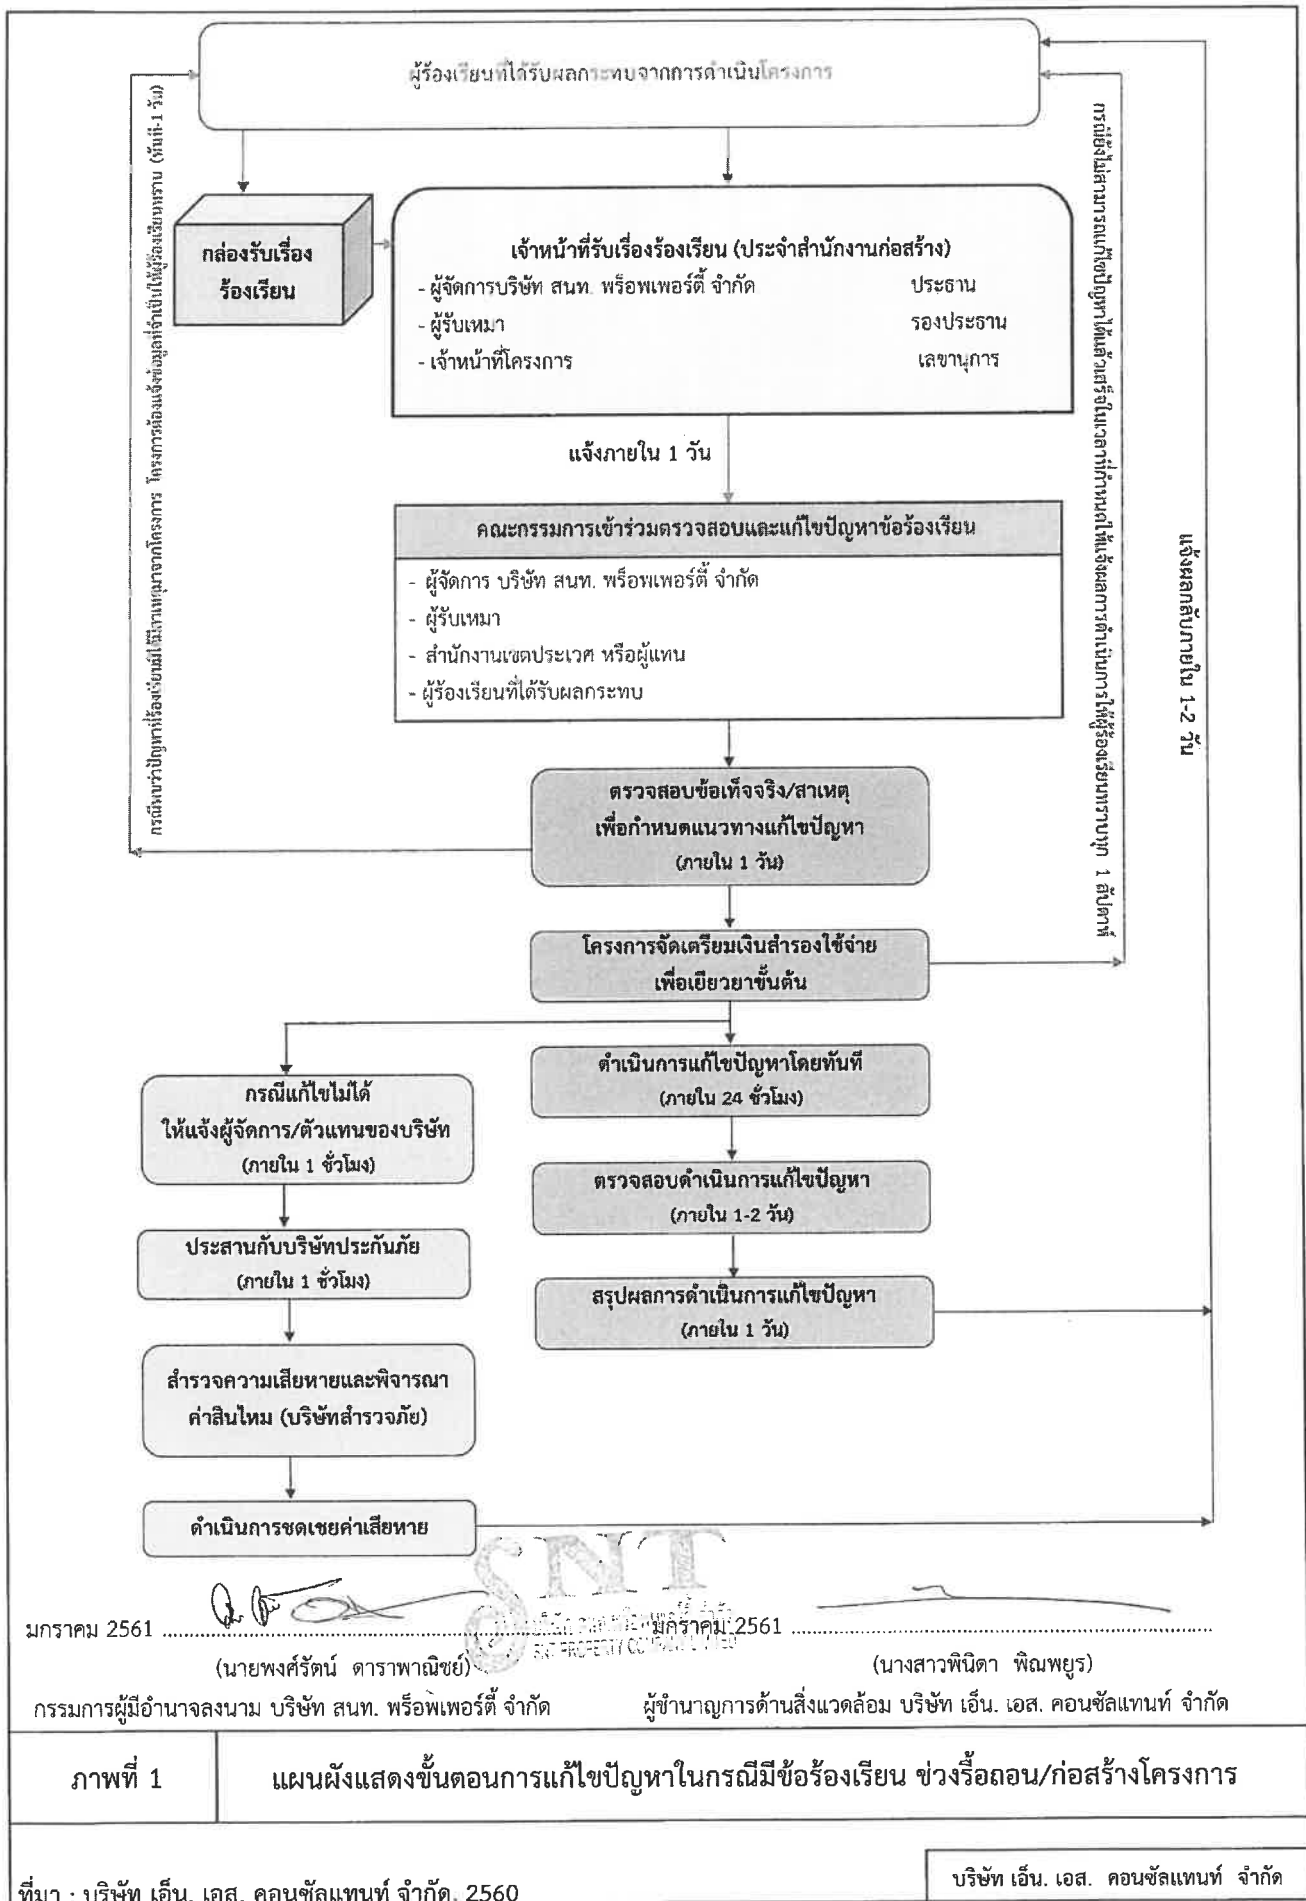 ผู้ร้องเรียนที่ได้รับผลกระทบจากการดำเนินโครงการ
กรณีพบว่าปัญหาที่ร้องเรียนมิได้มีสาเหตุมาจากโครงการ โครงการต้องแจ้งข้อมูลที่จำเป็นให้ผู้ร้องเรียนทราบ (ทันที-1 วัน)
กล่องรับเรื่อง
ร้องเรียน
เจ้าหน้าที่รับเรื่องร้องเรียน (ประจำสำนักงานก่อสร้าง)
- ผู้จัดการบริษัท สนท. พร็อพเพอร์ตี้ จำกัด ประธาน
- ผู้รับเหมา รองประธาน
- เจ้าหน้าที่โครงการ เลขานุการ
แจ้งภายใน 1 วัน
คณะกรรมการเข้าร่วมตรวจสอบและแก้ไขปัญหาข้อร้องเรียน
- ผู้จัดการ บริษัท สนท. พร็อพเพอร์ตี้ จำกัด
- ผู้รับเหมา
- สำนักงานเขตประเวศ หรือผู้แทน
- ผู้ร้องเรียนที่ได้รับผลกระทบ
กรณียังไม่สามารถแก้ไขปัญหาได้แล้วเสร็จในเวลาที่กำหนดให้แจ้งผลการดำเนินการให้ผู้ร้องเรียนทราบทุก 1 สัปดาห์
แจ้งผลกลับภายใน 1-2 วัน
ตรวจสอบข้อเท็จจริง/สาเหตุ
เพื่อกำหนดแนวทางแก้ไขปัญหา
(ภายใน 1 วัน)
โครงการจัดเตรียมเงินสำรองใช้จ่าย
เพื่อเยียวยาขั้นต้น
ดำเนินการแก้ไขปัญหาโดยทันที
(ภายใน 24 ชั่วโมง)
กรณีแก้ไขไม่ได้
ให้แจ้งผู้จัดการ/ตัวแทนของบริษัท
(ภายใน 1 ชั่วโมง)
ตรวจสอบดำเนินการแก้ไขปัญหา
(ภายใน 1-2 วัน)
ประสานกับบริษัทประกันภัย
(ภายใน 1 ชั่วโมง)
สรุปผลการดำเนินการแก้ไขปัญหา
(ภายใน 1 วัน)
สำรวจความเสียหายและพิจารณา
ค่าสินไหม (บริษัทสำรวจภัย)
ดำเนินการชดเชยค่าเสียหาย
SNT
SNT PROPERTY COMPANY LIMITED
มกราคม 2561 ........ มกราคม 2561 ........
(นายพงศ์รัตน์ ดาราพาณิชย์) (นางสาวพินิดา พิณพยูร)
กรรมการผู้มีอำนาจลงนาม บริษัท สนท. พร็อพเพอร์ตี้ จำกัด ผู้ชำนาญการด้านสิ่งแวดล้อม บริษัท เอ็น. เอส. คอนซัลแทนท์ จำกัด
ภาพที่ 1 แผนผังแสดงขั้นตอนการแก้ไขปัญหาในกรณีมีข้อร้องเรียน ช่วงรื้อถอน/ก่อสร้างโครงการ
บริษัท เอ็น. เอส. คอนซัลแทนท์ จำกัด
ที่มา : บริษัท เอ็น. เอส. คอนซัลแทนท์ จำกัด, 2560